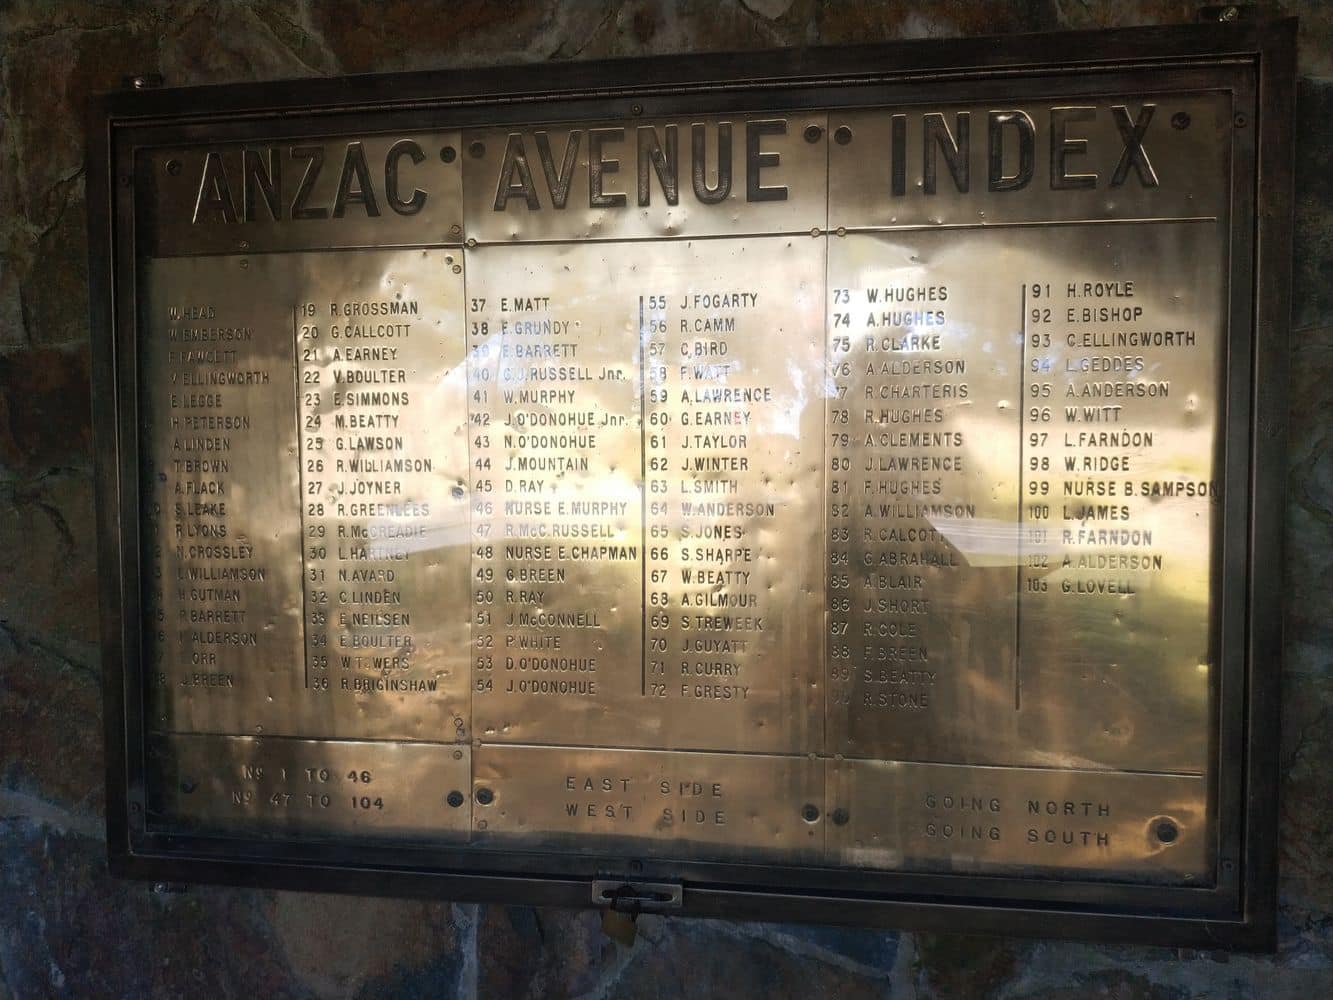 ANZAC AVENUE INDEX
W. HEAD
W. EMBERSON
F. FAWCETT
V. ELLINGWORTH
E. LEGGE
H. PETERSON
A. LINDEN
T. BROWN
A. FLACK
S. LEAKE
R. LYONS
N. CROSSLEY
L. WILLIAMSON
H. GUTMAN
P. BARRETT
ALDERSON
ORR
J. BREEN
19 R. GROSSMAN
20 G. CALLCOTT
21 A. EARNEY
22 V. BOULTER
23 E. SIMMONS
24 M. BEATTY
25 G. LAWSON
26 R. WILLIAMSON
27 J. JOYNER
28 R. GREENLEES
29 R. McCREADIE
30 L. HARTNEY
31 N. AVARD
32 C. LINDEN
33 E. NEILSEN
34 E. BOULTER
35 W. TOWERS
36 R. BRIGINSHAW
37 E. MATT
38 F. GRUNDY
39 E. BARRETT
40 G. J. RUSSELL Jnr.
41 W. MURPHY
42 J. O'DONOHUE Jnr.
43 N. O'DONOHUE
44 J. MOUNTAIN
45 D. RAY
46 NURSE E. MURPHY
47 R. McC. RUSSELL
48 NURSE E. CHAPMAN
49 G. BREEN
50 R. RAY
51 J. McCONNELL
52 P. WHITE
53 D. O'DONOHUE
54 J. O'DONOHUE
55 J. FOGARTY
56 R. CAMM
57 C. BIRD
58 F. WATT
59 A. LAWRENCE
60 G. EARNEY
61 J. TAYLOR
62 J. WINTER
63 L. SMITH
64 W. ANDERSON
65 S. JONES
66 S. SHARPE
67 W. BEATTY
68 A. GILMOUR
69 S. TREWEEK
70 J. GUYATT
71 R. CURRY
72 F. GRESTY
73 W. HUGHES
74 A. HUGHES
75 R. CLARKE
76 A. ALDERSON
77 R. CHARTERIS
78 R. HUGHES
79 A. CLEMENTS
80 J. LAWRENCE
81 F. HUGHES
82 A. WILLIAMSON
83 R. CALCOTT
84 G. ABRAHALL
85 A. BLAIR
86 J. SHORT
87 R. COLE
88 F. BREEN
89 S. BEATTY
90 R. STONE
91 H. ROYLE
92 E. BISHOP
93 C. ELLINGWORTH
94 L. GEDDES
95 A. ANDERSON
96 W. WITT
97 L. FARNDON
98 W. RIDGE
99 NURSE B. SAMPSON
100 L. JAMES
101 R. FARNDON
102 A. ALDERSON
103 G. LOVELL
Nº 1 TO 46 EAST SIDE GOING NORTH
Nº 47 TO 104 WEST SIDE GOING SOUTH